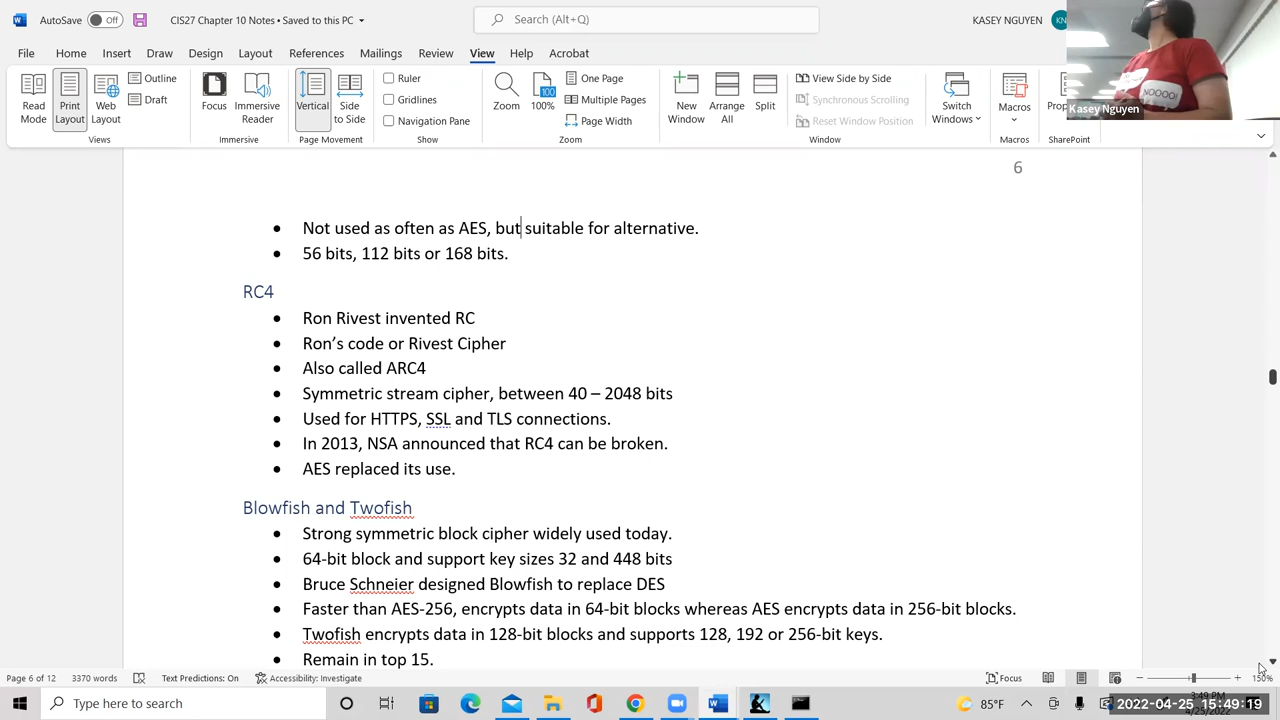 AutoSave Off CIS27 Chapter 10 Notes • Saved to this PC Search (Alt+Q) KASEY NGUYEN KN
File Home Insert Draw Design Layout References Mailings Review View Help Acrobat
Read Mode
Print Layout
Web Layout
Outline
Draft
Views
Focus
Immersive Reader
Immersive
Vertical
Side to Side
Page Movement
Ruler
Gridlines
Navigation Pane
Show
Zoom
100
100%
One Page
Multiple Pages
Page Width
Zoom
New Window
Arrange All
Split
View Side by Side
Synchronous Scrolling
Reset Window Position
Window
Switch Windows
Macros
Macros
SharePoint
NOOOO!
Kasey Nguyen
6
• Not used as often as AES, but suitable for alternative.
• 56 bits, 112 bits or 168 bits.
RC4
• Ron Rivest invented RC
• Ron's code or Rivest Cipher
• Also called ARC4
• Symmetric stream cipher, between 40 – 2048 bits
• Used for HTTPS, SSL and TLS connections.
• In 2013, NSA announced that RC4 can be broken.
• AES replaced its use.
Blowfish and Twofish
• Strong symmetric block cipher widely used today.
• 64-bit block and support key sizes 32 and 448 bits
• Bruce Schneier designed Blowfish to replace DES
• Faster than AES-256, encrypts data in 64-bit blocks whereas AES encrypts data in 256-bit blocks.
• Twofish encrypts data in 128-bit blocks and supports 128, 192 or 256-bit keys.
• Remain in top 15.
Page 6 of 12 3370 words Text Predictions: On Accessibility: Investigate Focus 150%
Type here to search 85°F 3:49 PM
2022-04-25 15:49:19